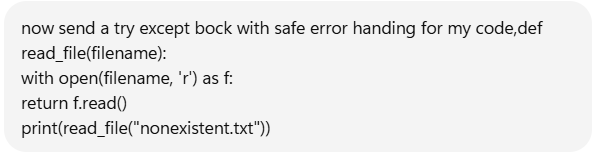 now send a try except bock with safe error handing for my code,def
read_file(filename):
with open(filename, 'r') as f:
return f.read()
print(read_file("nonexistent.txt"))